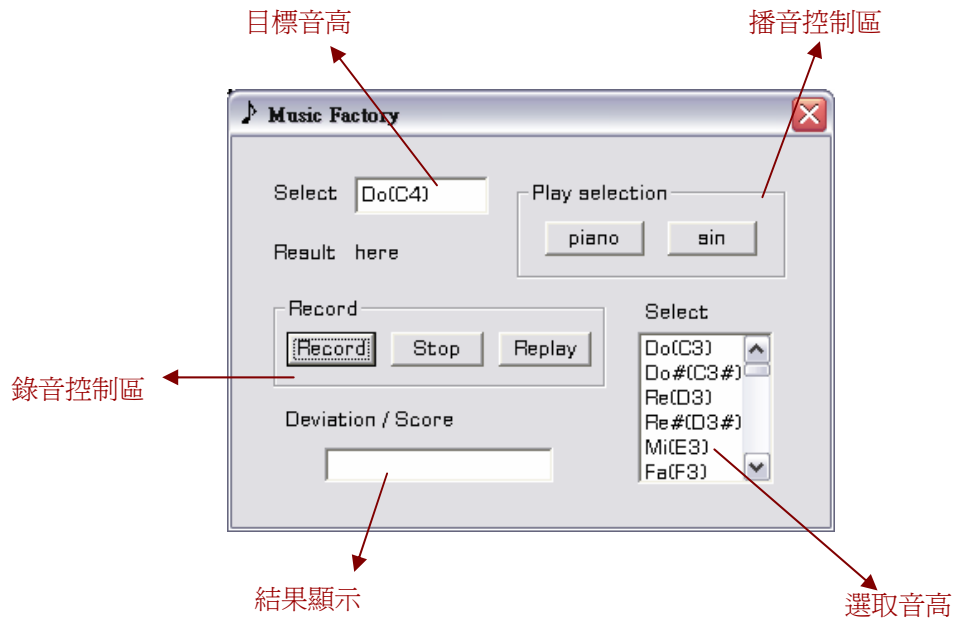 目標音高
播音控制區
Music Factory
Select Do(C4)
Play selection
piano sin
Result here
Record
Record Stop Replay
Select
Do(C3)
Do#(C3#)
Re(D3)
Re#(D3#)
Mi(E3)
Fa(F3)
錄音控制區
Deviation / Score
結果顯示
選取音高